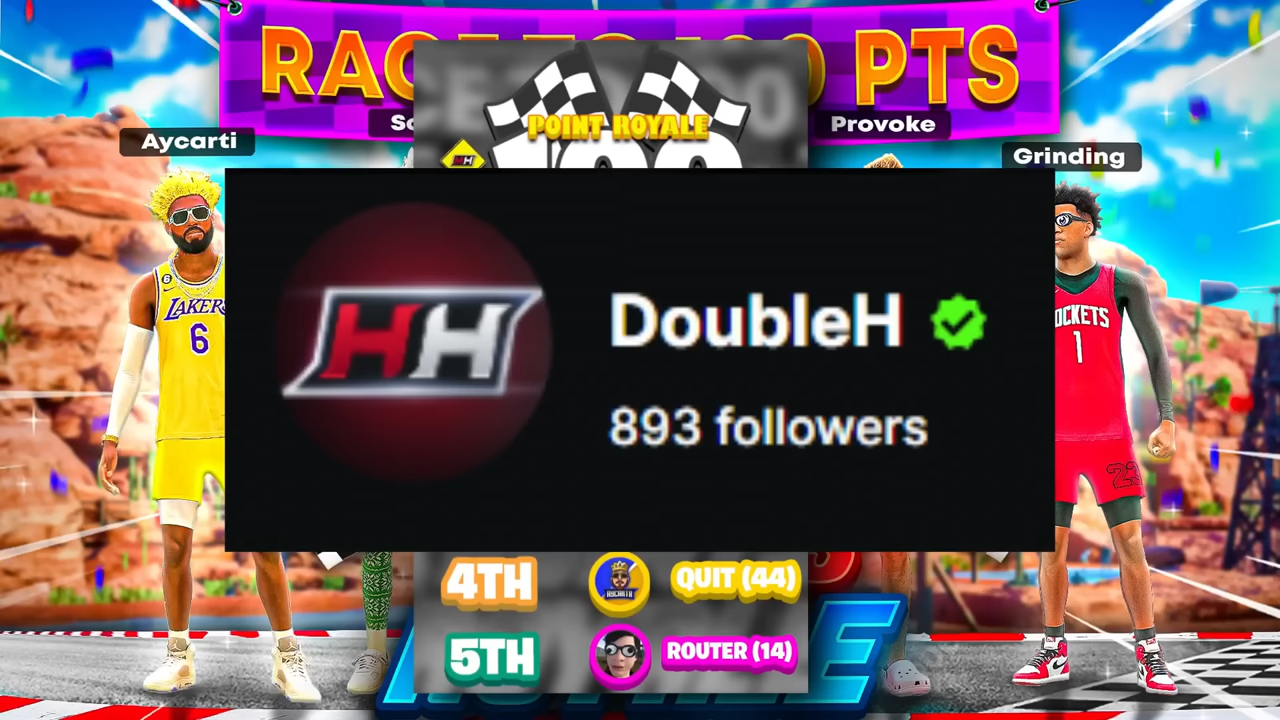 PTS
Aycarti
Provoke
Grinding
POINT ROYALE
HH
LAKERS
6
1
HH
DoubleH
893 followers
4TH
QUIT (44)
5TH
ROUTER (14)